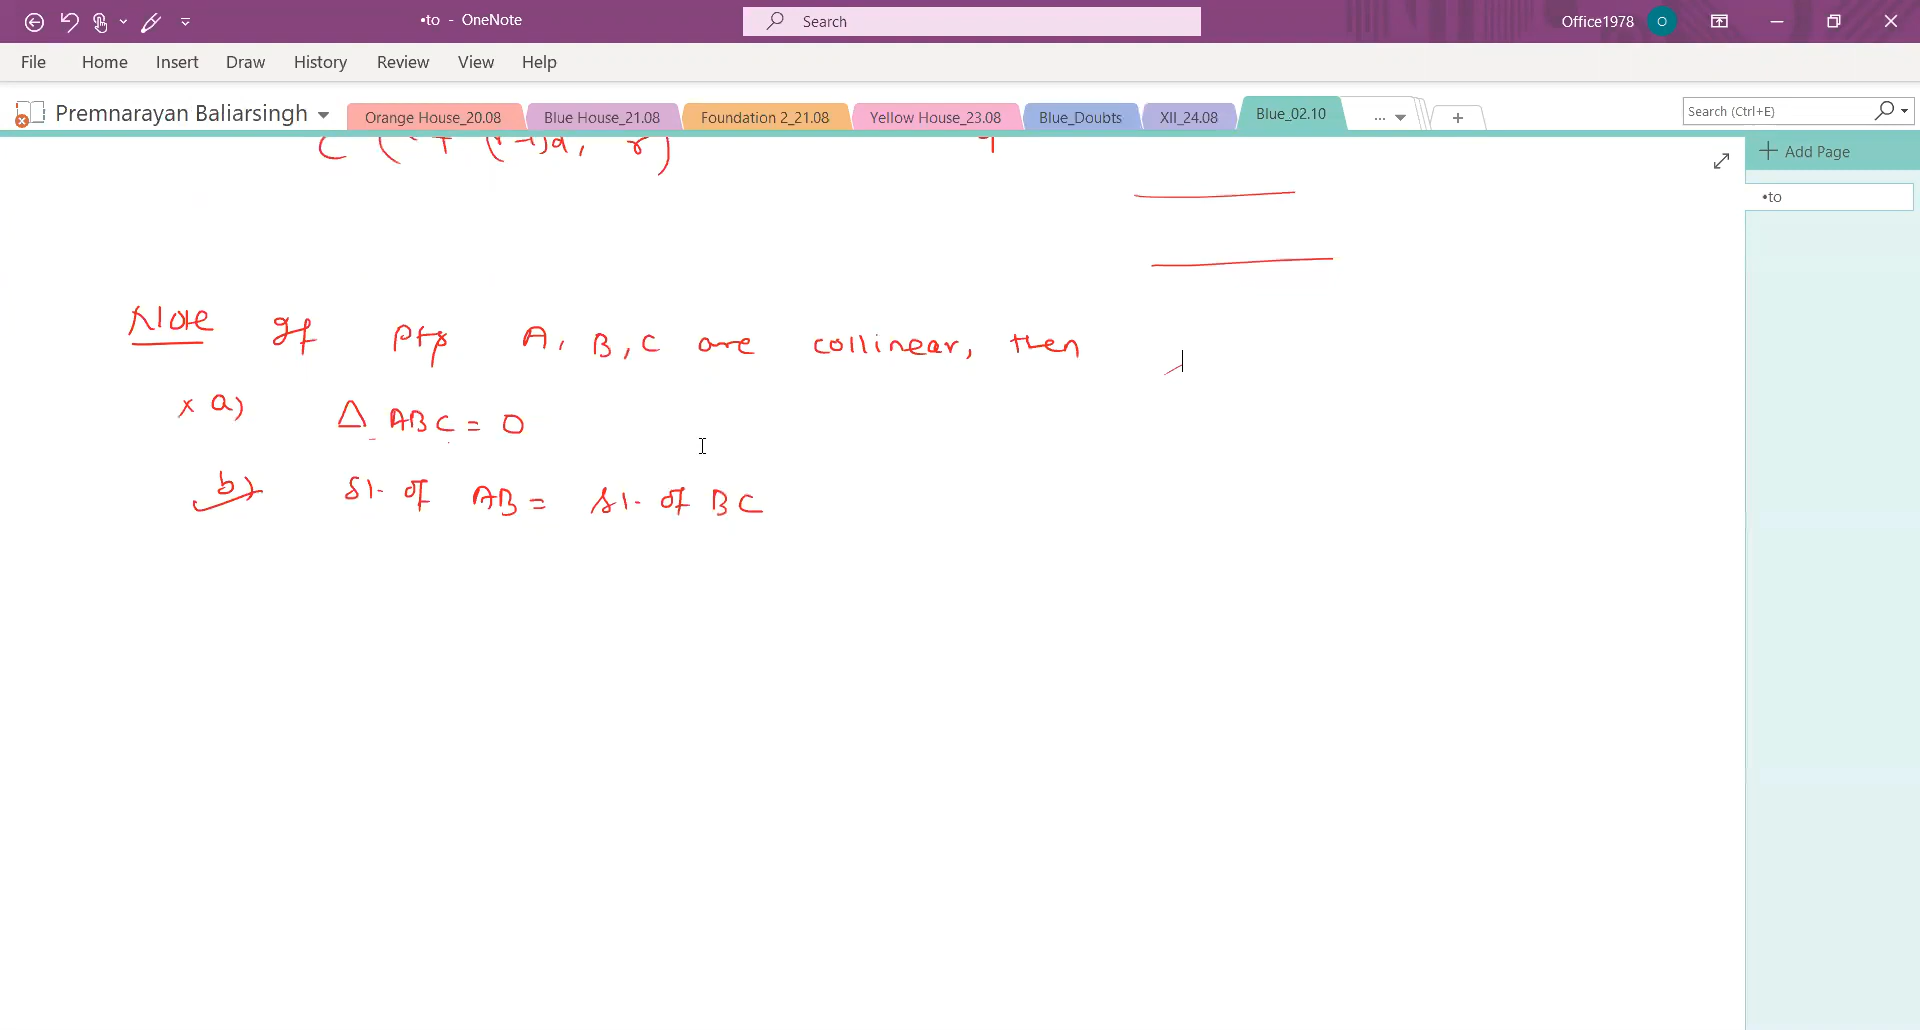 •to - OneNote
Search
Office1978
O
File Home Insert Draw History Review View Help
Premnarayan Baliarsingh
Orange House_20.08
Blue House_21.08
Foundation 2_21.08
Yellow House_23.08
Blue_Doubts
XII_24.08
Blue_02.10
...
+
Search (Ctrl+E)
+ Add Page
•to
Note If pts A, B, C are collinear, then
x a) Δ ABC = 0
b) Sl. of AB = Sl. of BC